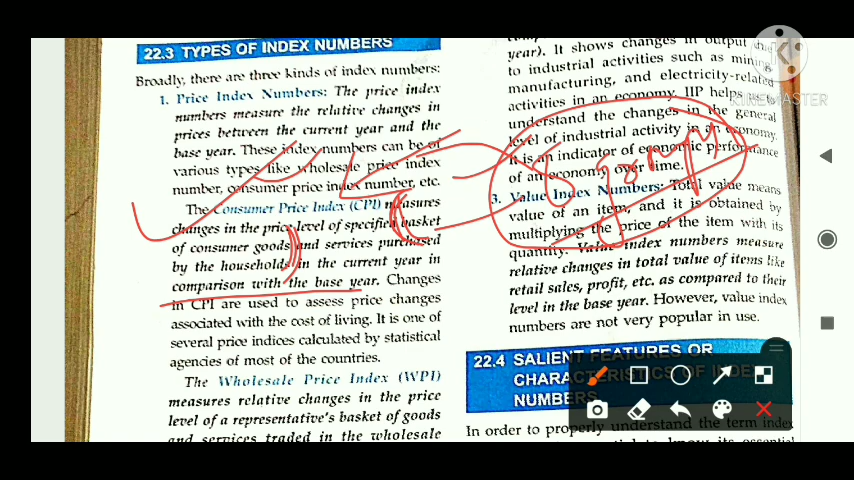 22.3 TYPES OF INDEX NUMBERS
Broadly, there are three kinds of index numbers:
1. Price Index Numbers: The price index
numbers measure the relative changes in
prices between the current year and the
base year. These index numbers can be of
various types like wholesale price index
number, consumer price index number, etc.
The Consumer Price Index (CPI) measures
changes in the price level of specified basket
of consumer goods and services purchased
by the households in the current year in
comparison with the base year. Changes
in CPI are used to assess price changes
associated with the cost of living. It is one of
several price indices calculated by statistical
agencies of most of the countries.
The Wholesale Price Index (WPI)
measures relative changes in the price
level of a representative's basket of goods
and services traded in the wholesale
year). It shows changes in output due
to industrial activities such as mining,
manufacturing, and electricity-related
activities in an economy. IIP helps us to
understand the changes in the general
level of industrial activity in an economy.
It is an indicator of economic performance
of an economy over time.
3. Value Index Numbers: Total value means
value of an item, and it is obtained by
multiplying the price of the item with its
quantity. Value index numbers measure
relative changes in total value of items like
retail sales, profit, etc. as compared to their
level in the base year. However, value index
numbers are not very popular in use.
22.4 SALIENT FEATURES OR
CHARACTERISTICS OF INDEX
NUMBERS
In order to properly understand the term index
KINEMASTER